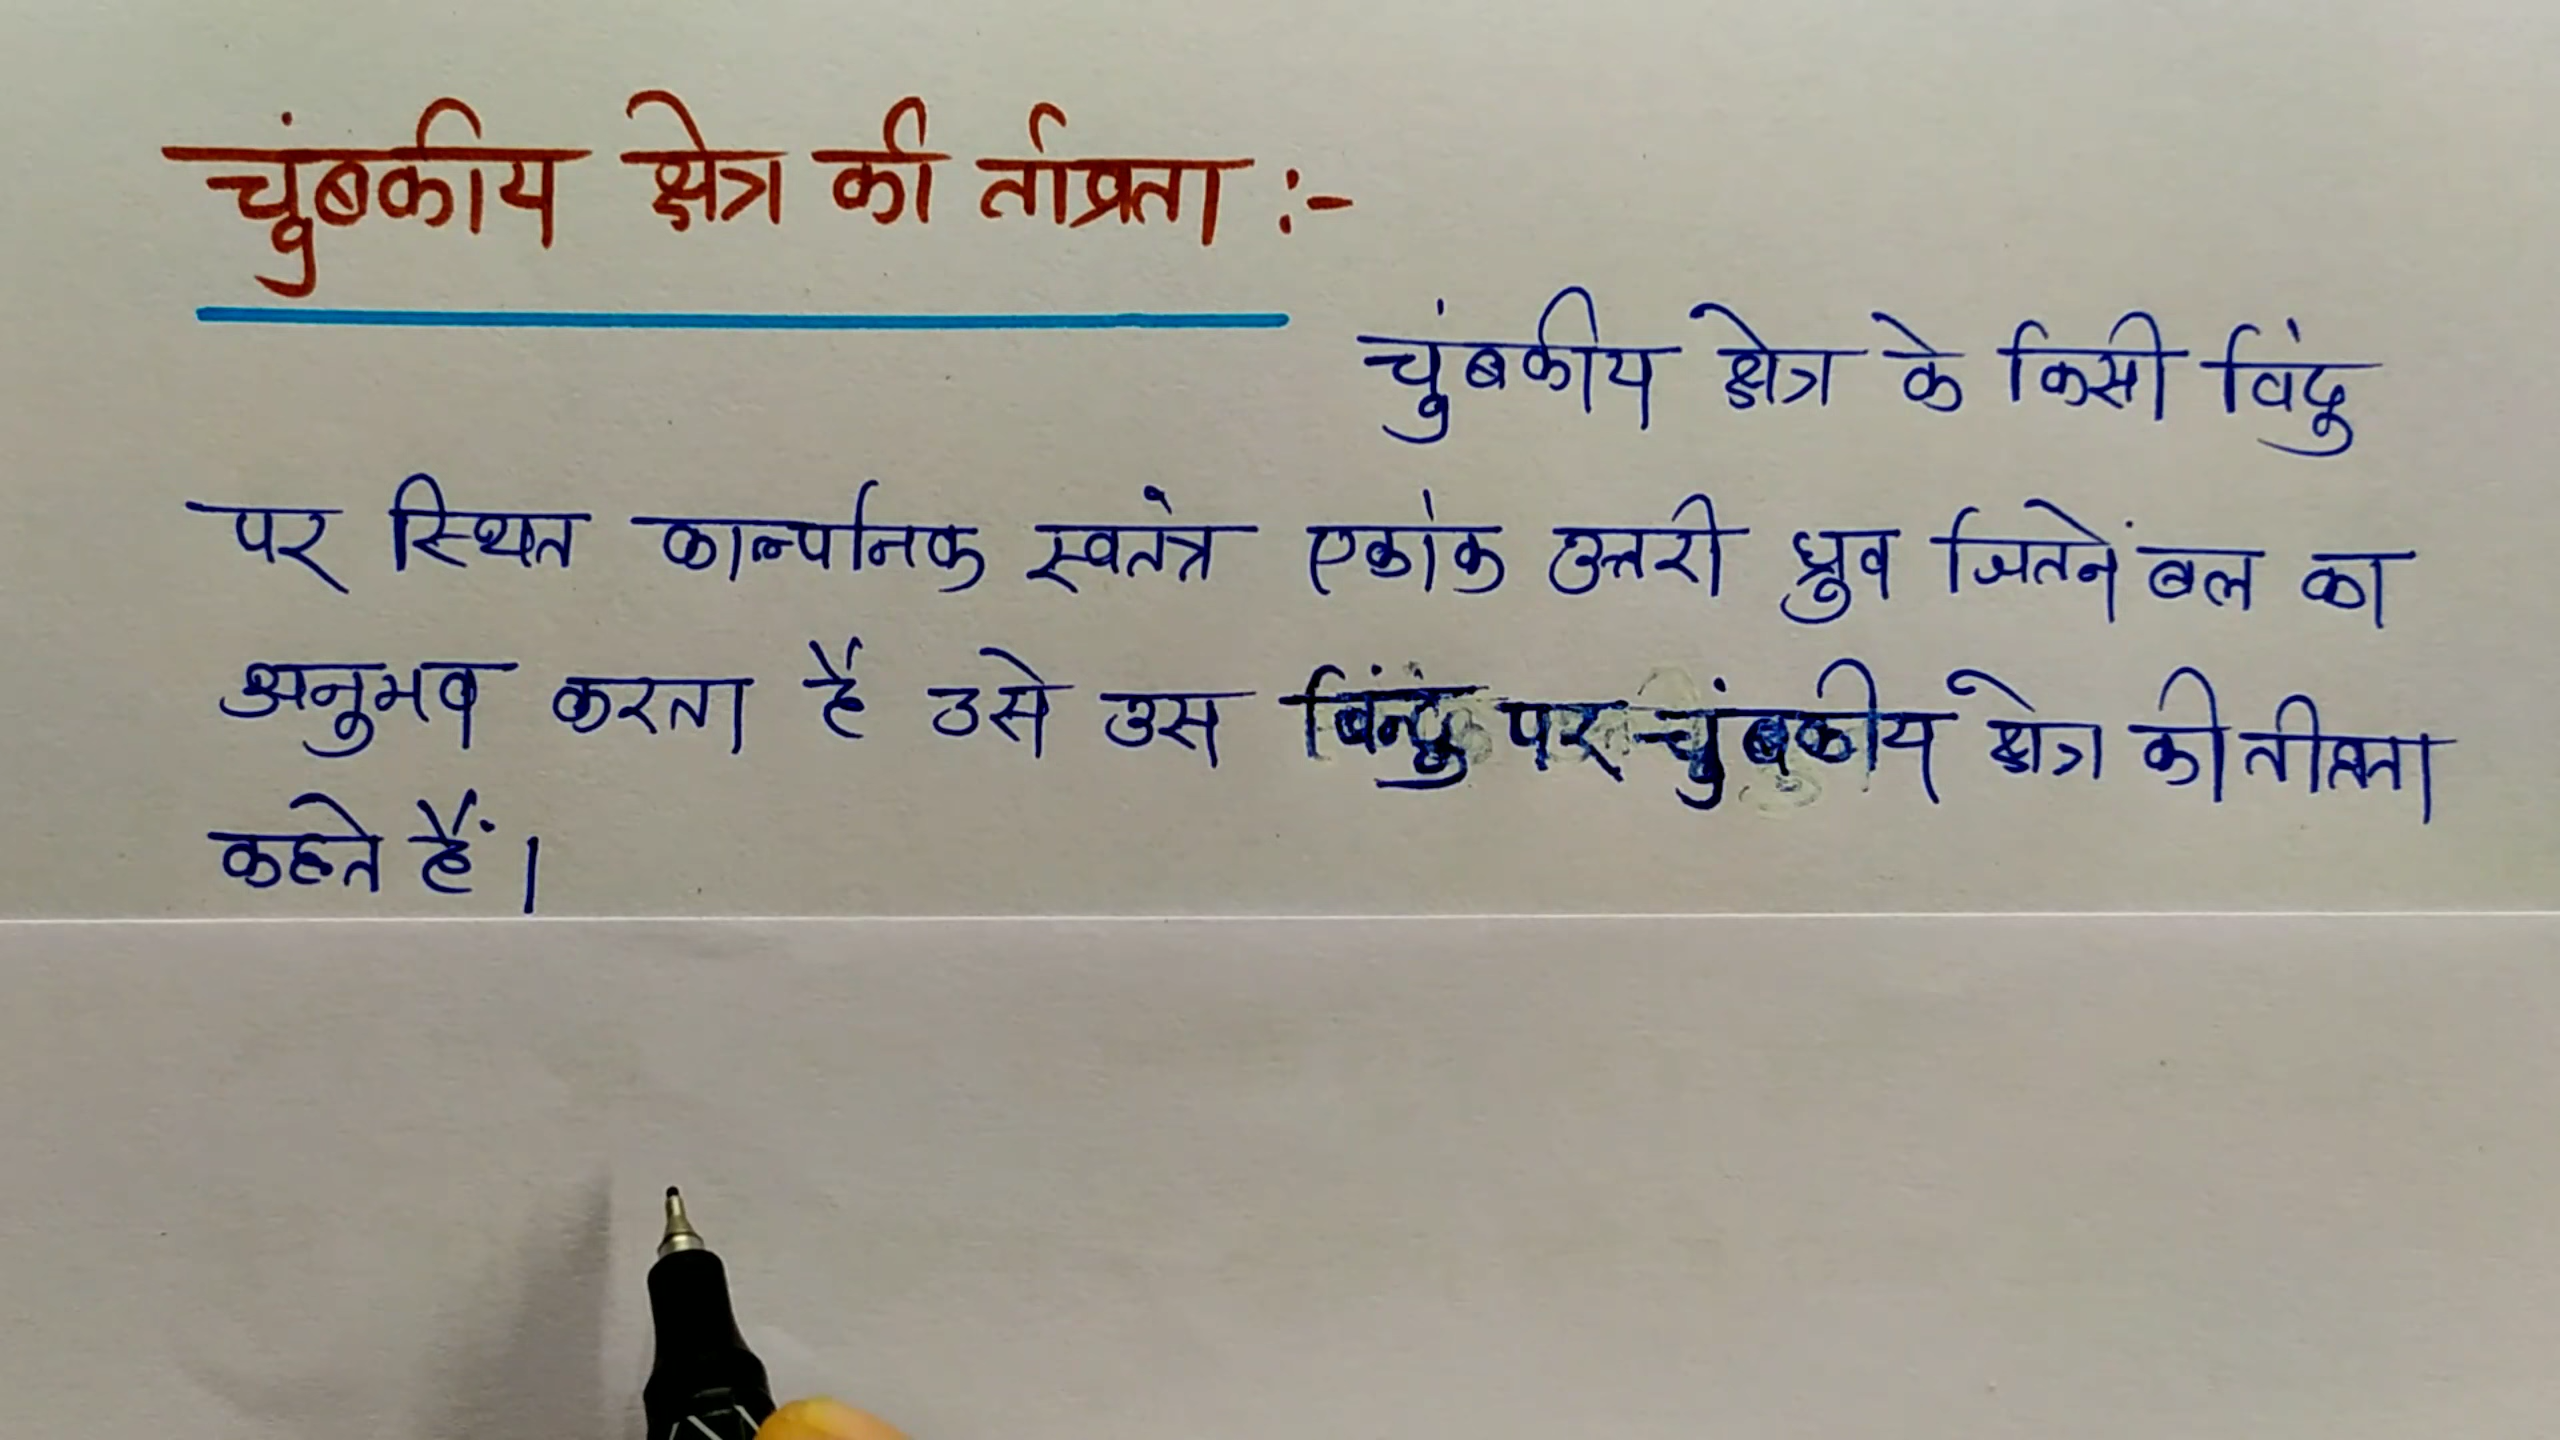 चुंबकीय क्षेत्र की तीव्रता :-
चुंबकीय क्षेत्र के किसी विंदु
पर स्थित काल्पनिक स्वतंत्र एकांक उत्तरी ध्रुव जितनें बल का
अनुभव करता है उसे उस बिन्दु पर चुंबकीय क्षेत्र की तीव्रता
कहते हैं।